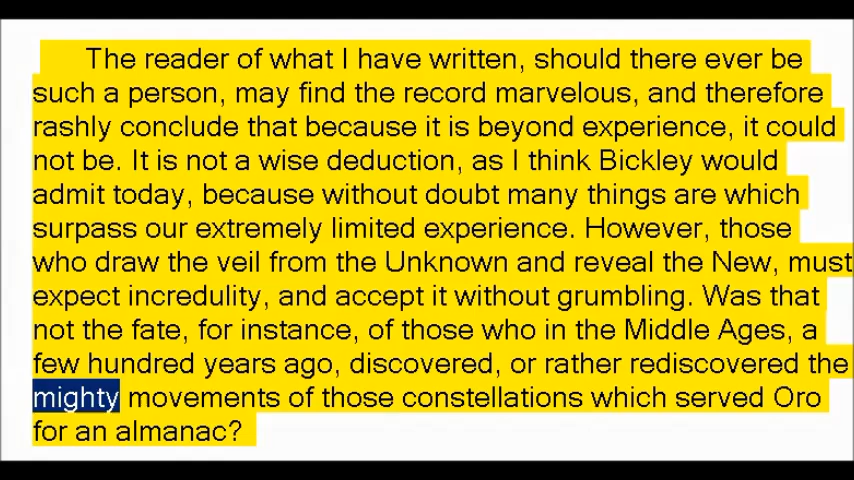 The reader of what I have written, should there ever be
such a person, may find the record marvelous, and therefore
rashly conclude that because it is beyond experience, it could
not be. It is not a wise deduction, as I think Bickley would
admit today, because without doubt many things are which
surpass our extremely limited experience. However, those
who draw the veil from the Unknown and reveal the New, must
expect incredulity, and accept it without grumbling. Was that
not the fate, for instance, of those who in the Middle Ages, a
few hundred years ago, discovered, or rather rediscovered the
mighty movements of those constellations which served Oro
for an almanac?